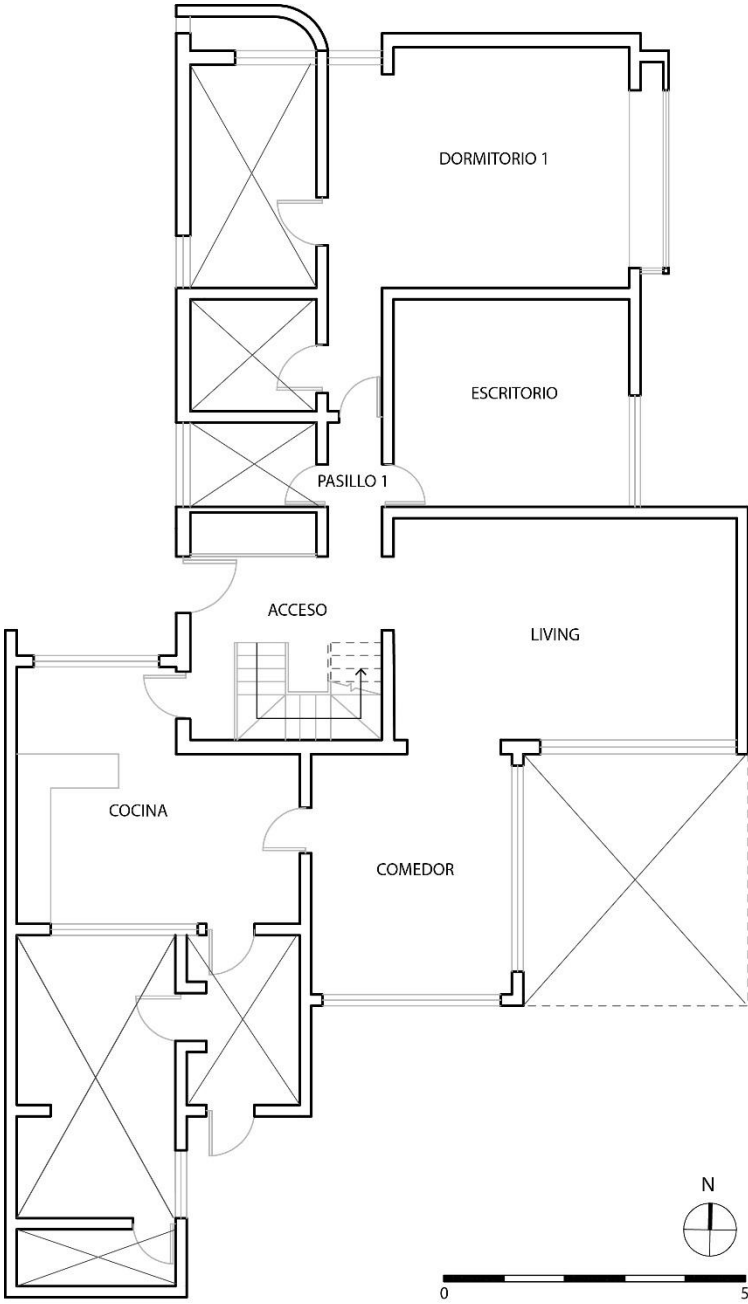 DORMITORIO 1
ESCRITORIO
PASILLO 1
ACCESO
LIVING
COCINA
COMEDOR
N
0 5